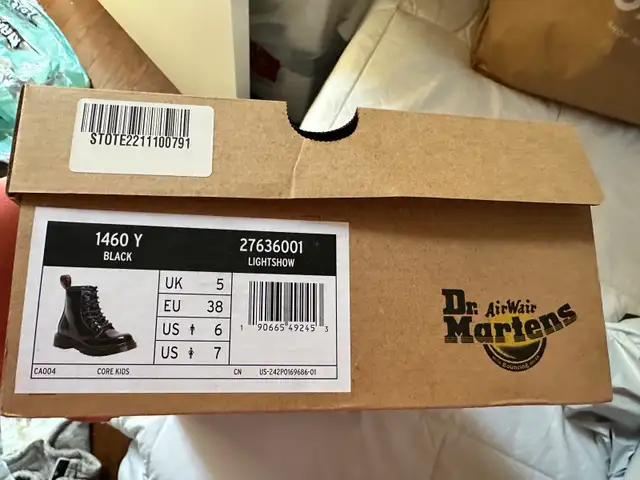 STOTE2211100791
1460 Y
BLACK
27636001
LIGHTSHOW
UK 5
EU 38
US 6
US 7
1 90665 49245 3
CA004
CORE KIDS
CN
US-242P0169686-01
Dr. AirWair
Martens